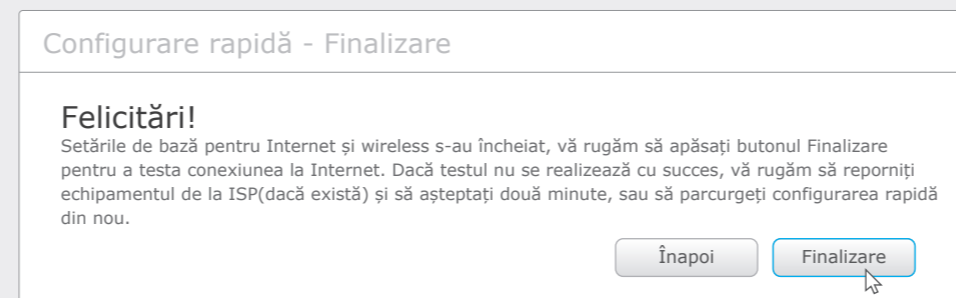 Configurare rapidă - Finalizare
Felicitări!
Setările de bază pentru Internet și wireless s-au încheiat, vă rugăm să apăsați butonul Finalizare
pentru a testa conexiunea la Internet. Dacă testul nu se realizează cu succes, vă rugăm să reporniți
echipamentul de la ISP(dacă există) și să așteptați două minute, sau să parcurgeți configurarea rapidă
din nou.
Înapoi Finalizare